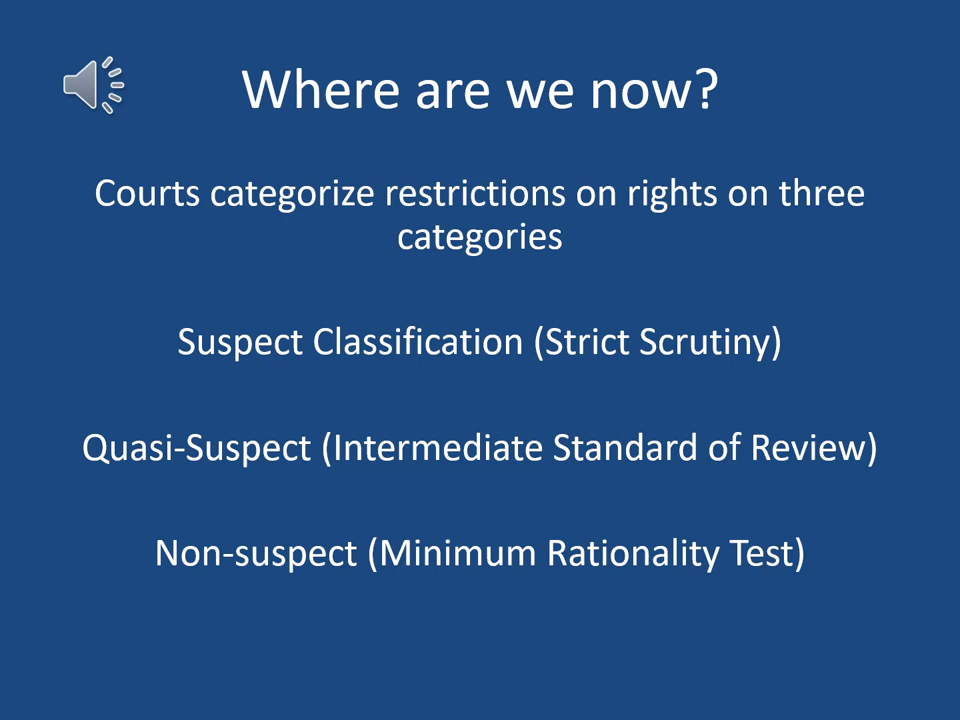 Where are we now?
Courts categorize restrictions on rights on three
categories
Suspect Classification (Strict Scrutiny)
Quasi-Suspect (Intermediate Standard of Review)
Non-suspect (Minimum Rationality Test)